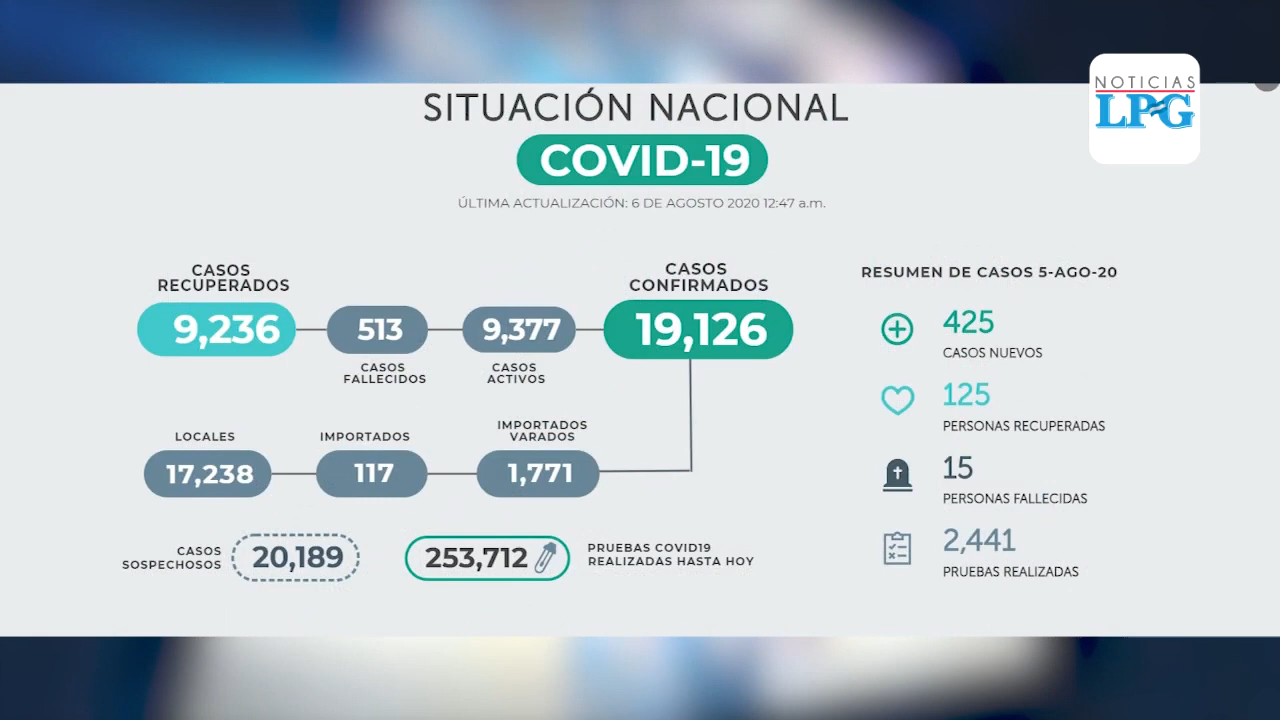 NOTICIAS
LPG
SITUACIÓN NACIONAL
COVID-19
ÚLTIMA ACTUALIZACIÓN: 6 DE AGOSTO 2020 12:47 a.m.
CASOS
RECUPERADOS
9,236
513
CASOS
FALLECIDOS
9,377
CASOS
ACTIVOS
CASOS
CONFIRMADOS
19,126
LOCALES
17,238
IMPORTADOS
117
IMPORTADOS
VARADOS
1,771
CASOS
SOSPECHOSOS
20,189
253,712
PRUEBAS COVID19
REALIZADAS HASTA HOY
RESUMEN DE CASOS 5-AGO-20
425
CASOS NUEVOS
125
PERSONAS RECUPERADAS
15
PERSONAS FALLECIDAS
2,441
PRUEBAS REALIZADAS